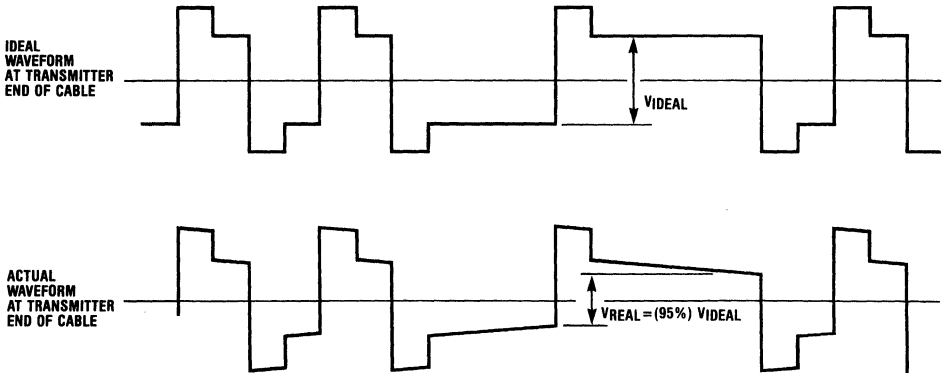 IDEAL
WAVEFORM
AT TRANSMITTER
END OF CABLE
VIDEAL
ACTUAL
WAVEFORM
AT TRANSMITTER
END OF CABLE
VREAL=(95%) VIDEAL